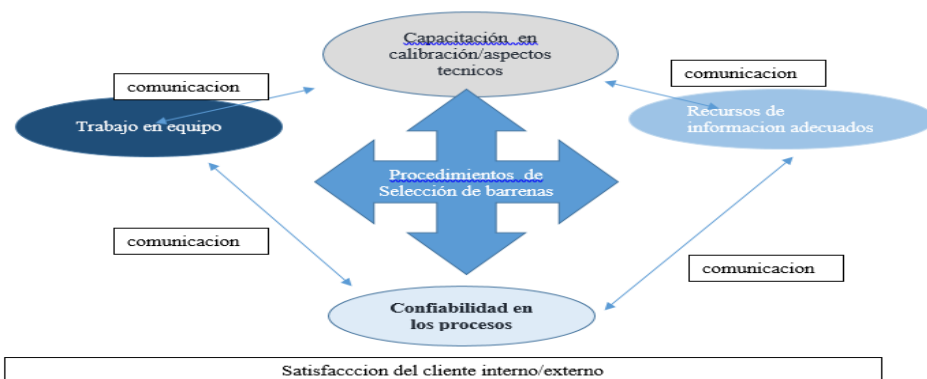 Capacitación en
calibración/aspectos
tecnicos
comunicacion
comunicacion
Trabajo en equipo
Recursos de
informacion adecuados
Procedimientos de
Selección de barrenas
comunicacion
comunicacion
Confiabilidad en
los procesos
Satisfacccion del cliente interno/externo